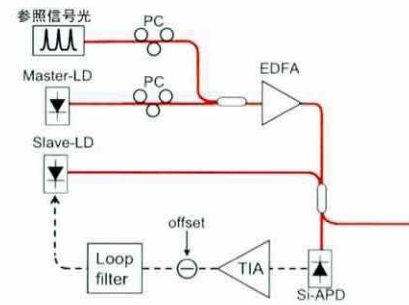 参照信号光
PC
Master-LD
PC
EDFA
Slave-LD
offset
Loop
filter
TIA
Si-APD